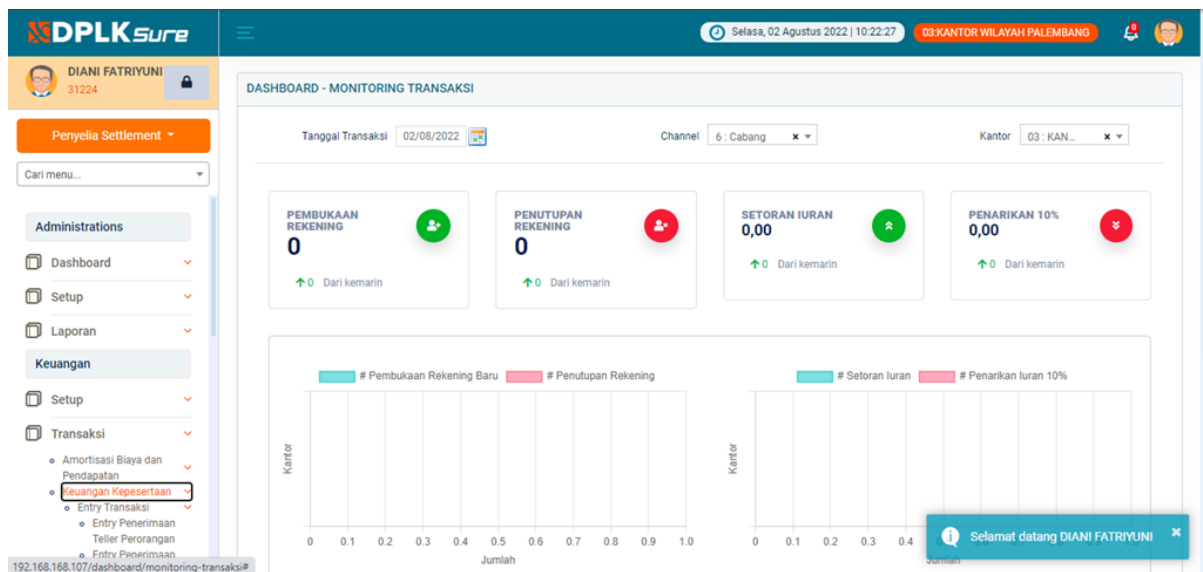 DPLK Sure
Selasa, 02 Agustus 2022 | 10:22:27
03:KANTOR WILAYAH PALEMBANG
DIANI FATRIYUNI
31224
Penyelia Settlement
Cari menu...
Administrations
Dashboard
Setup
Laporan
Keuangan
Setup
Transaksi
Amortisasi Biaya dan
Pendapatan
Keuangan Kepesertaan
Entry Transaksi
Entry Penerimaan
Teller Perorangan
Entry Penerimaan
192.168.168.107/dashboard/monitoring-transaksi#
DASHBOARD - MONITORING TRANSAKSI
Tanggal Transaksi 02/08/2022
Channel 6 : Cabang x
Kantor 03 : KAN... x
PEMBUKAAN
REKENING
0
0 Dari kemarin
PENUTUPAN
REKENING
0
0 Dari kemarin
SETORAN IURAN
0,00
0 Dari kemarin
PENARIKAN 10%
0,00
0 Dari kemarin
# Pembukaan Rekening Baru # Penutupan Rekening
Kantor
0 0.1 0.2 0.3 0.4 0.5 0.6 0.7 0.8 0.9 1.0
Jumlah
# Setoran Iuran # Penarikan Iuran 10%
Kantor
0 0.1 0.2 0.3 0.4
Jumlah
Selamat datang DIANI FATRIYUNI ×